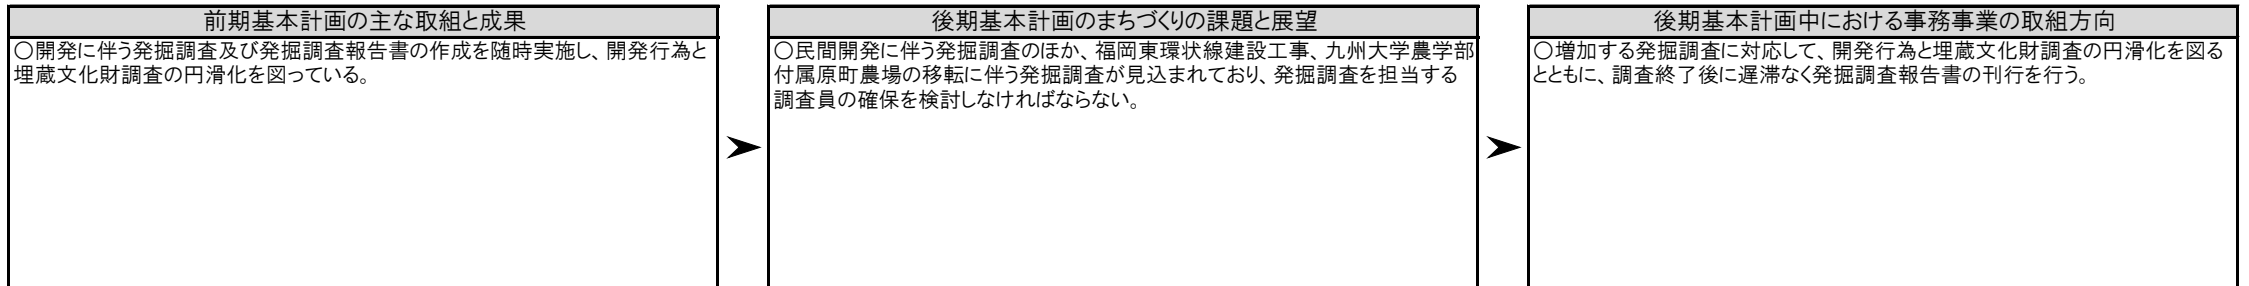 前期基本計画の主な取組と成果
○開発に伴う発掘調査及び発掘調査報告書の作成を随時実施し、開発行為と
埋蔵文化財調査の円滑化を図っている。
後期基本計画のまちづくりの課題と展望
○民間開発に伴う発掘調査のほか、福岡東環状線建設工事、九州大学農学部
付属原町農場の移転に伴う発掘調査が見込まれており、発掘調査を担当する
調査員の確保を検討しなければならない。
後期基本計画中における事務事業の取組方向
○増加する発掘調査に対応して、開発行為と埋蔵文化財調査の円滑化を図る
とともに、調査終了後に遅滞なく発掘調査報告書の刊行を行う。